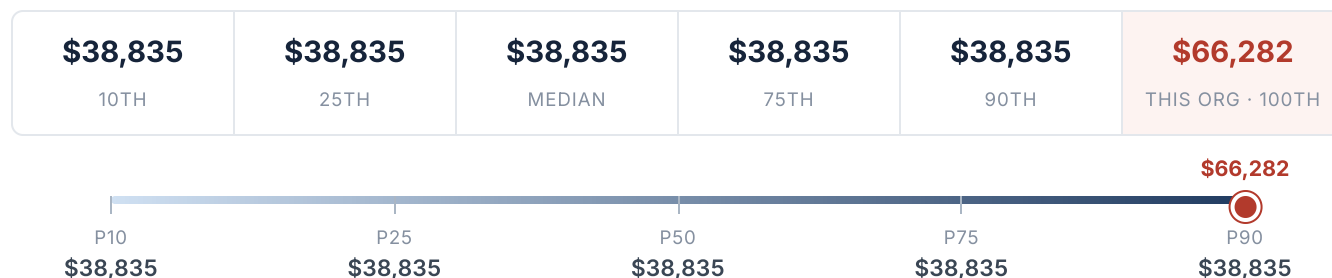 $38,835 $38,835 $38,835 $38,835 $38,835 $66,282
10TH 25TH MEDIAN 75TH 90TH THIS ORG · 100TH
$66,282
P10 P25 P50 P75 P90
$38,835 $38,835 $38,835 $38,835 $38,835